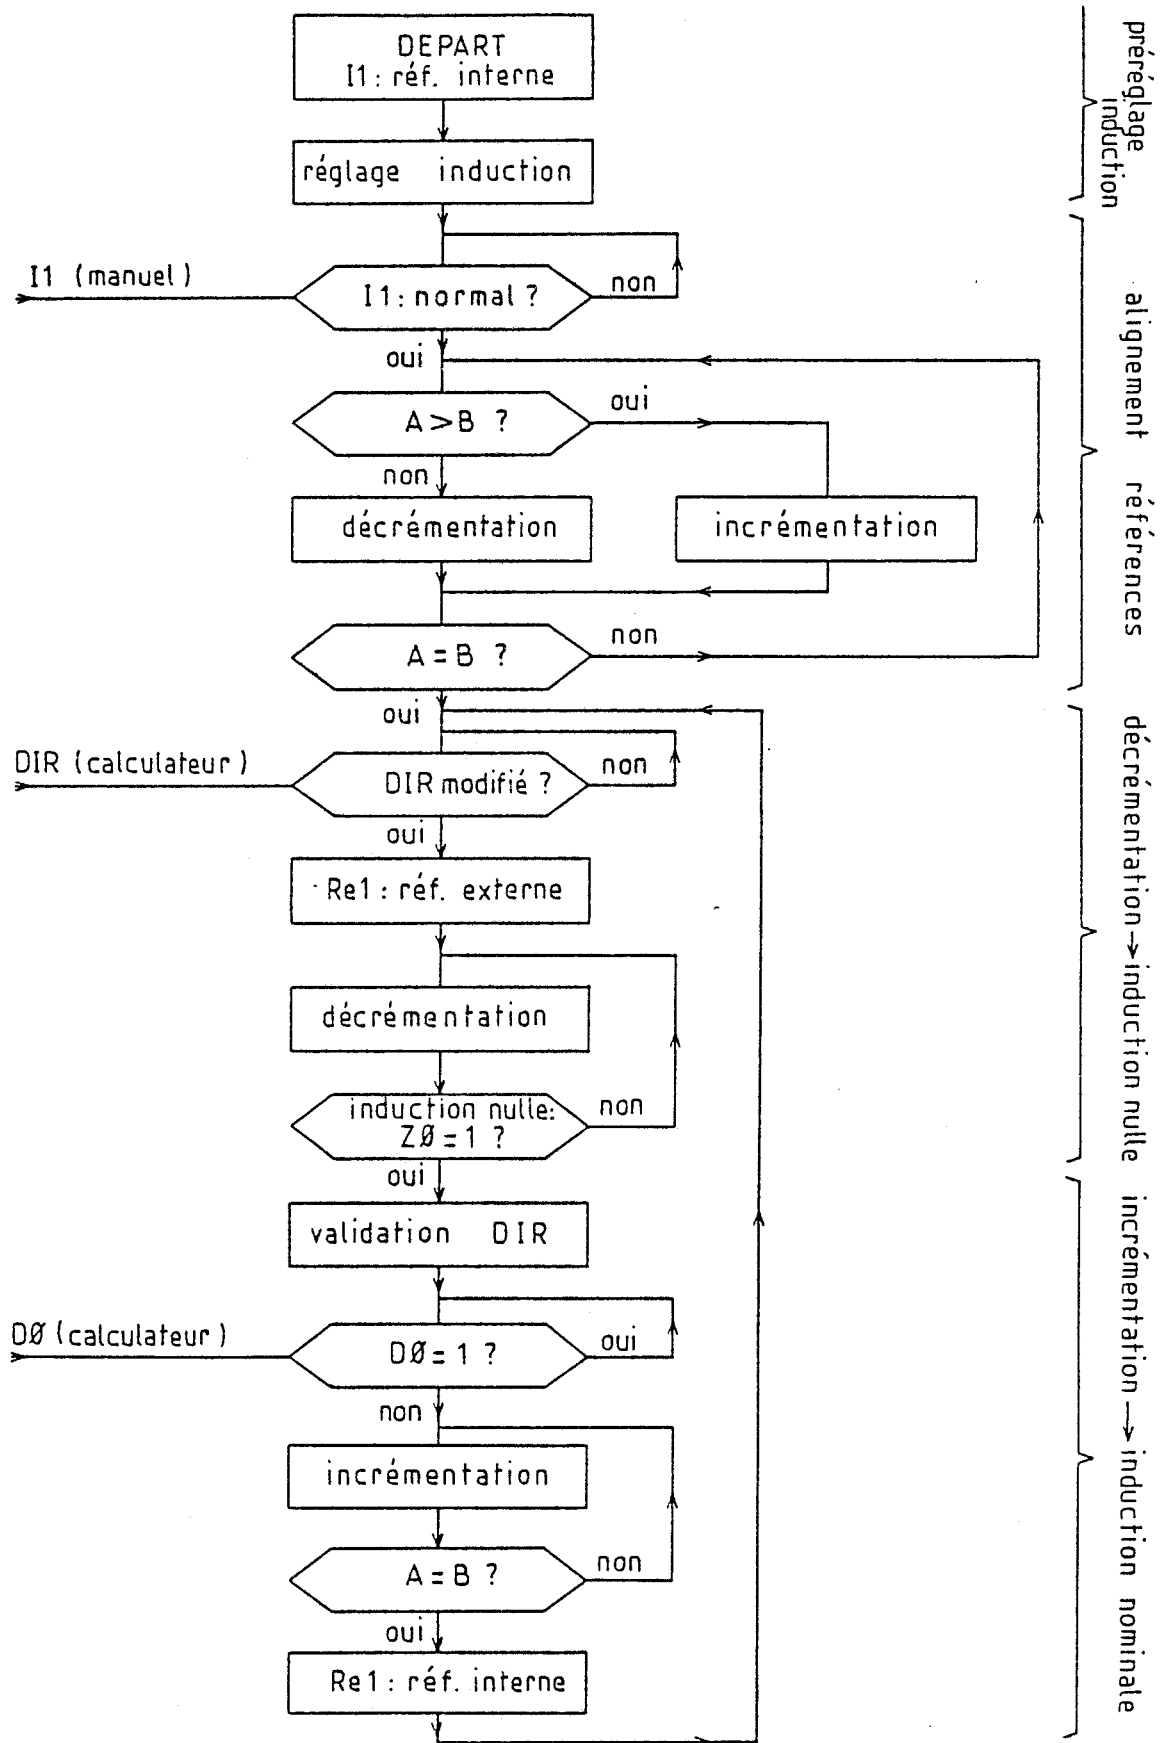 DEPART
I1: réf. interne
réglage induction
I1 (manuel)
I1: normal ?
non
oui
A > B ?
oui
non
décrémentation
incrémentation
A = B ?
non
oui
DIR (calculateur)
DIR modifié ?
non
oui
Re1: réf. externe
décrémentation
induction nulle:
ZØ = 1 ?
non
oui
validation DIR
DØ (calculateur)
DØ = 1 ?
oui
non
incrémentation
A = B ?
non
oui
Re1: réf. interne
préréglage
induction
alignement références
décrémentation → induction nulle
incrémentation → induction nominale